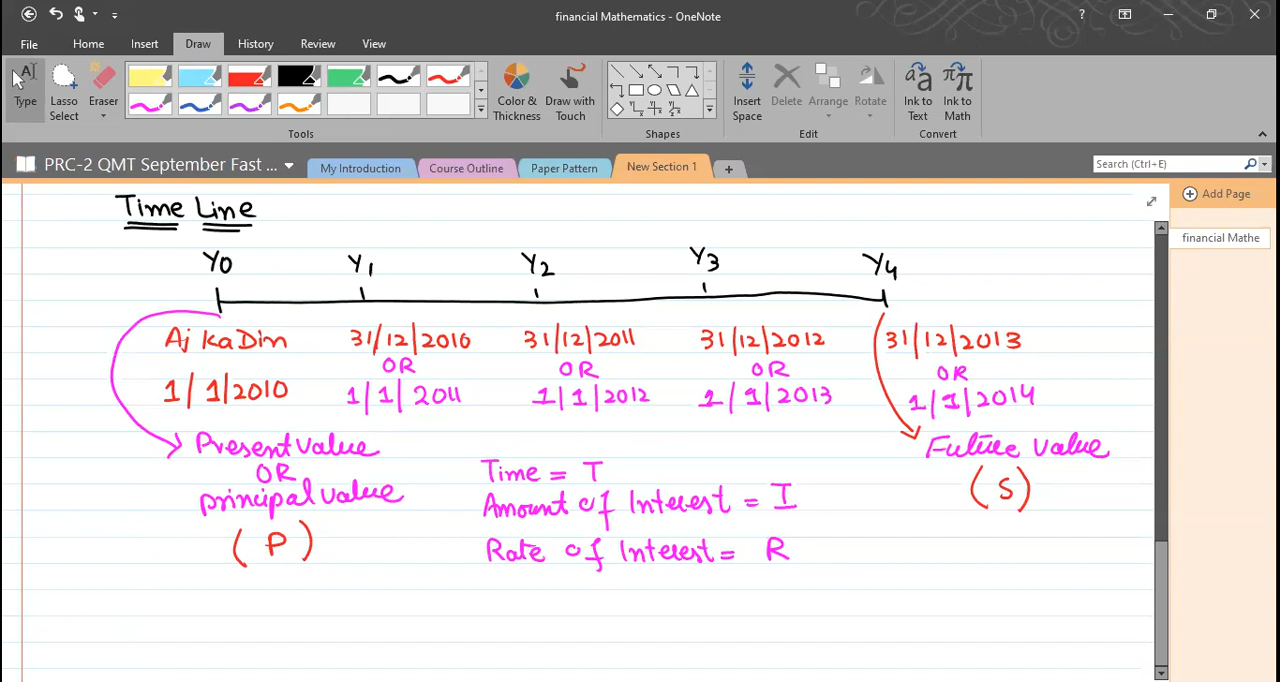 financial Mathematics - OneNote
?
File Home Insert Draw History Review View
Type
Lasso Select
Eraser
Color & Thickness
Draw with Touch
Insert Space
Delete
Arrange
Rotate
Ink to Text
Ink to Math
Tools
Shapes
Edit
Convert
PRC-2 QMT September Fast ...
My Introduction
Course Outline
Paper Pattern
New Section 1
Search (Ctrl+E)
Add Page
financial Mathe
Time Line
Y0 Y1 Y2 Y3 Y4
Aj Ka Din 31/12/2010 31/12/2011 31/12/2012 31/12/2013
OR OR OR OR
1/1/2010 1/1/2011 1/1/2012 1/1/2013 1/1/2014
Present Value
OR
principal value
(P)
Time = T
Amount of Interest = I
Rate of Interest = R
Future Value
(S)